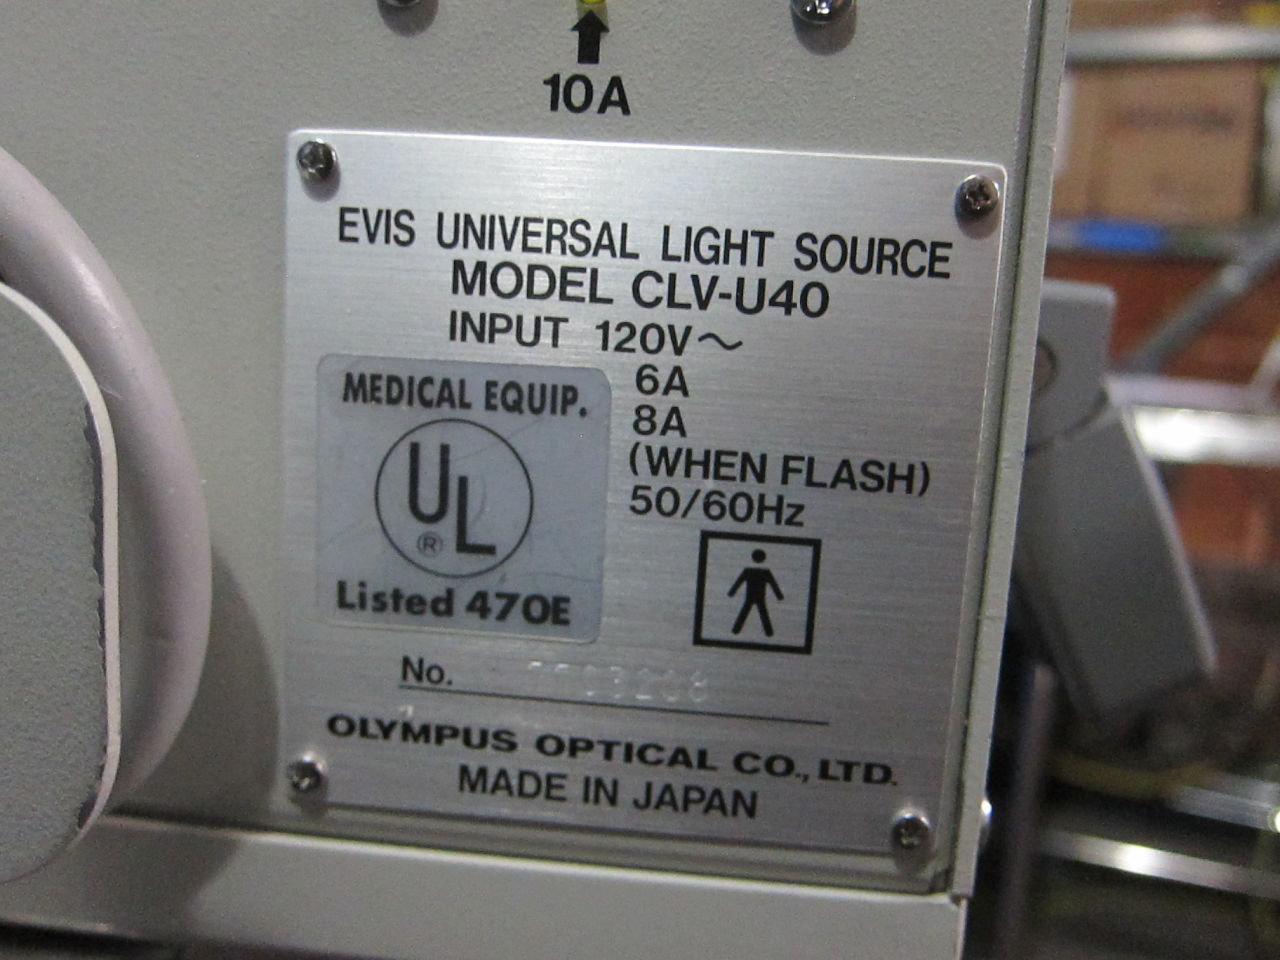 10A
EVIS UNIVERSAL LIGHT SOURCE
MODEL CLV-U40
INPUT 120V~
6A
8A
(WHEN FLASH)
50/60Hz
MEDICAL EQUIP.
UL
®
Listed 470E
No.
OLYMPUS OPTICAL CO., LTD.
MADE IN JAPAN